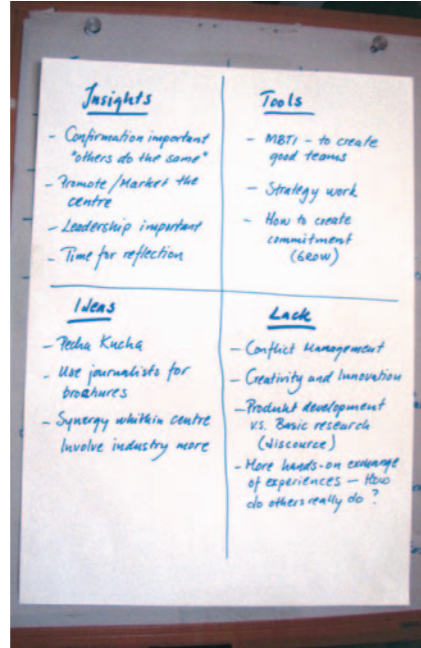 Insights
- Confirmation important
"others do the same"
- Promote/Market the
centre
- Leadership important
- Time for reflection
Tools
- MBTI - to create
good teams
- Strategy work
- How to create
commitment
(GROW)
Ideas
- Pecha Kucha
- Use journalists for
brochures
- Synergy whithin centre
Involve industry more
Lack
- Conflict Management
- Creativity and Innovation
- Product development
v.s. Basic research
(discource)
- More hands-on exchange
of experiences - How
do others really do?